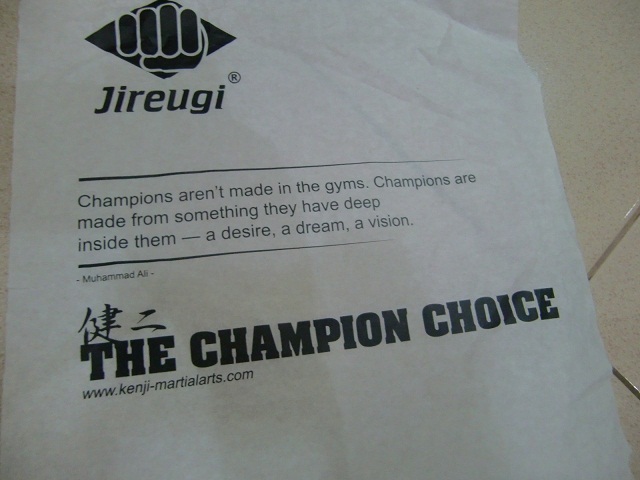 Jireugi®
Champions aren't made in the gyms. Champions are
made from something they have deep
inside them — a desire, a dream, a vision.
- Muhammad Ali -
健二
THE CHAMPION CHOICE
www.kenji-martialarts.com